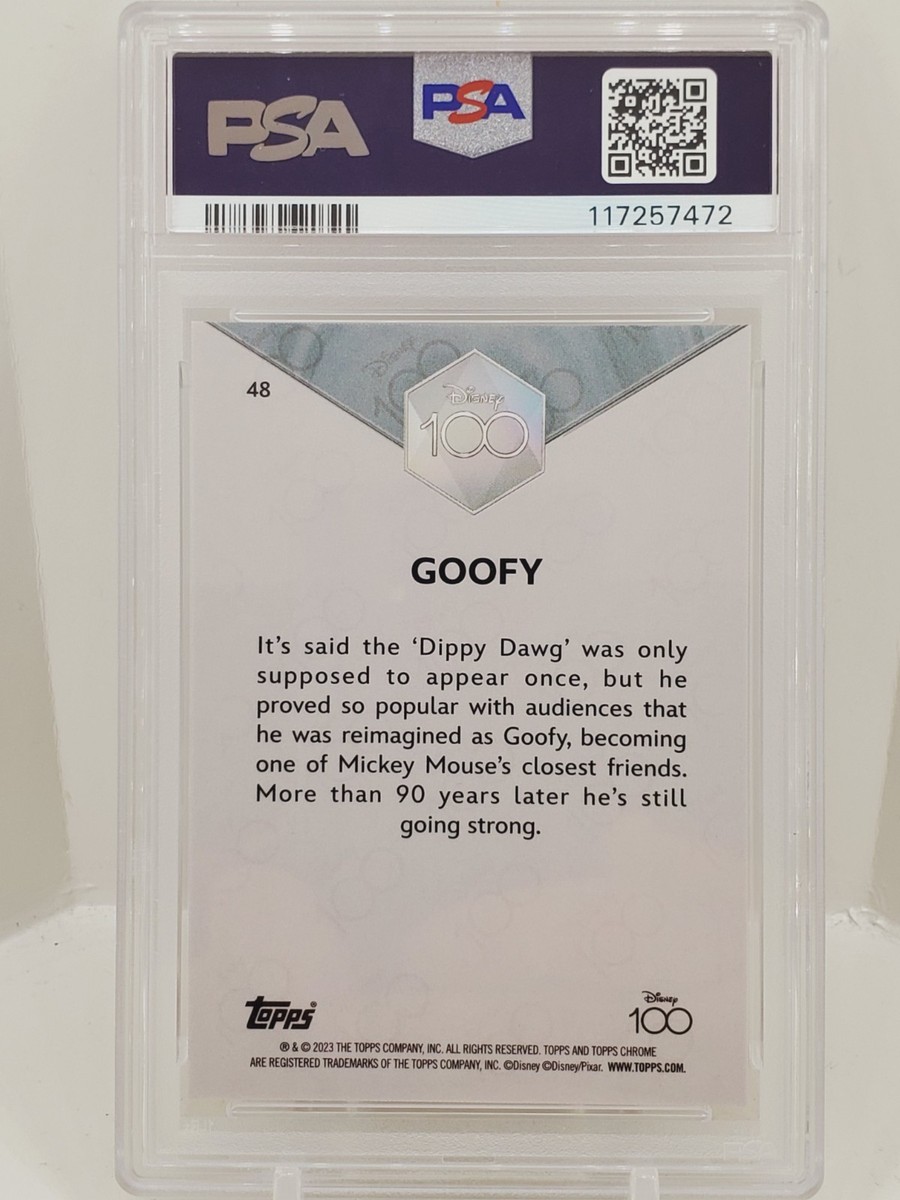 PSA PSA
117257472
48
Disney
100
GOOFY
It's said the ‘Dippy Dawg’ was only
supposed to appear once, but he
proved so popular with audiences that
he was reimagined as Goofy, becoming
one of Mickey Mouse's closest friends.
More than 90 years later he's still
going strong.
Topps®
Disney
100
® & © 2023 THE TOPPS COMPANY, INC. ALL RIGHTS RESERVED. TOPPS AND TOPPS CHROME
ARE REGISTERED TRADEMARKS OF THE TOPPS COMPANY, INC. ©Disney ©Disney/Pixar. WWW.TOPPS.COM.